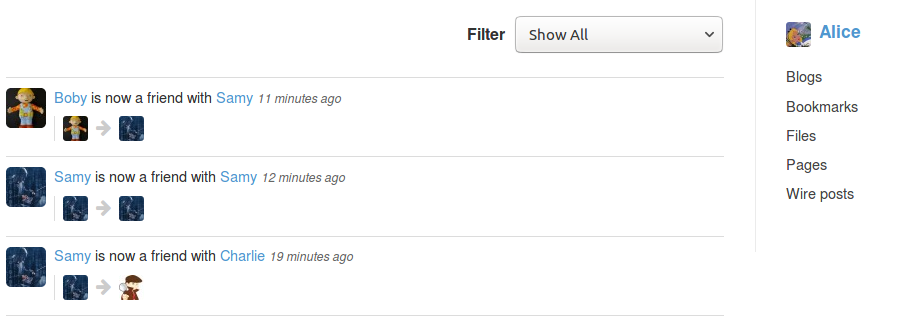 Filter Show All
Boby is now a friend with Samy 11 minutes ago
Samy is now a friend with Samy 12 minutes ago
Samy is now a friend with Charlie 19 minutes ago
Alice
Blogs
Bookmarks
Files
Pages
Wire posts